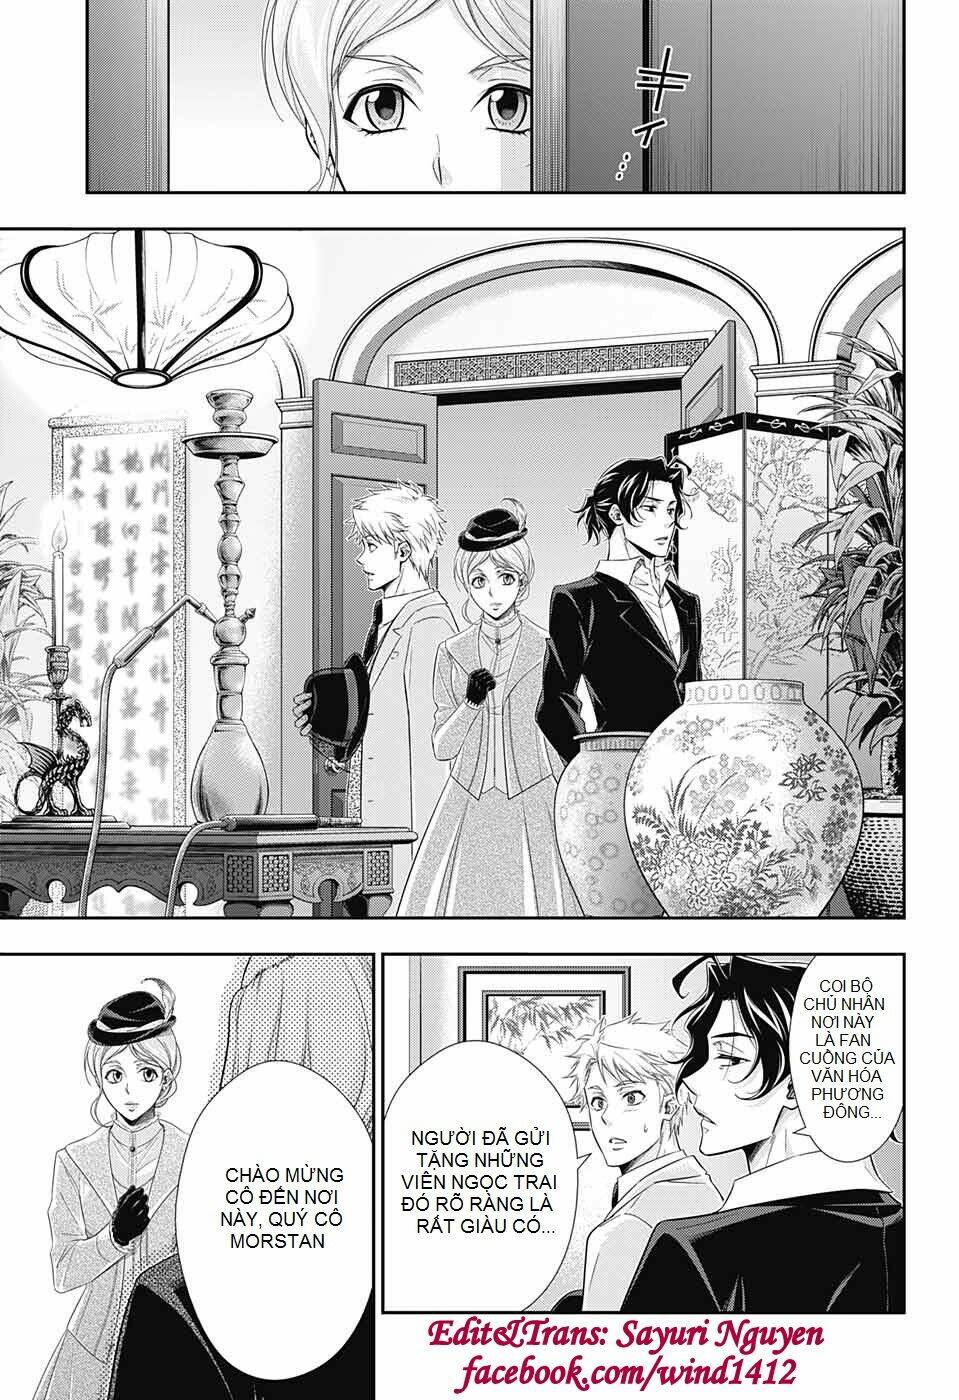 ギィ…
COI BỘ
CHỦ NHÂN
NƠI NÀY
LÀ FAN
CUỒNG CỦA
VĂN HÓA
PHƯƠNG
ĐÔNG...
NGƯỜI ĐÃ GỬI
TẶNG NHỮNG
VIÊN NGỌC TRAI
ĐÓ RÕ RÀNG LÀ
RẤT GIÀU CÓ...
CHÀO MỪNG
CÔ ĐẾN NƠI
NÀY, QUÝ CÔ
MORSTAN
Edit&Trans: Sayuri Nguyen
facebook.com/wind1412